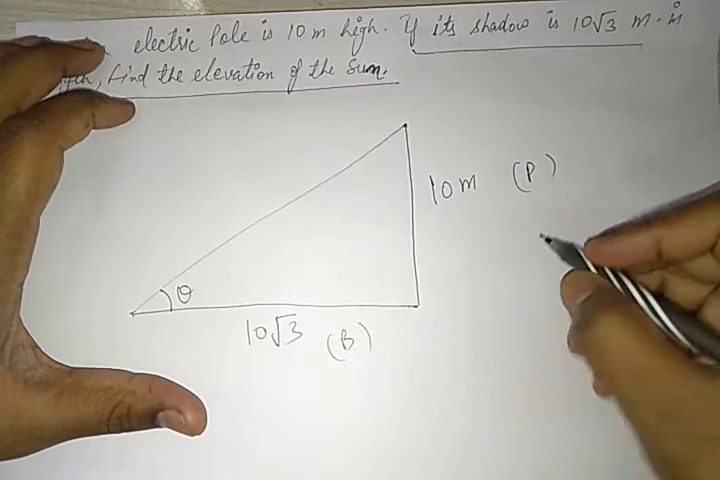 electric Pole is 10 m high. If its shadow is 10√3 m. in
find the elevation of the Sun.
10 m (P)
θ
10√3 (B)